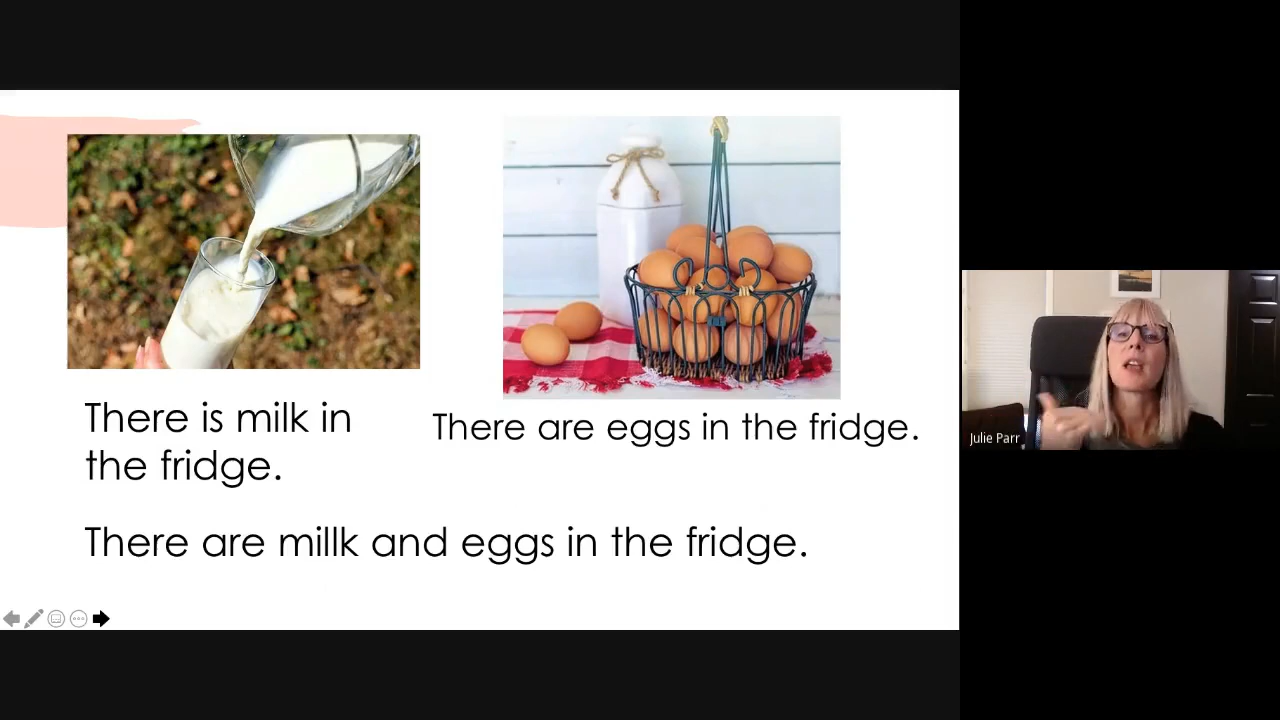 There is milk in
the fridge.
There are eggs in the fridge.
There are millk and eggs in the fridge.
Julie Parr